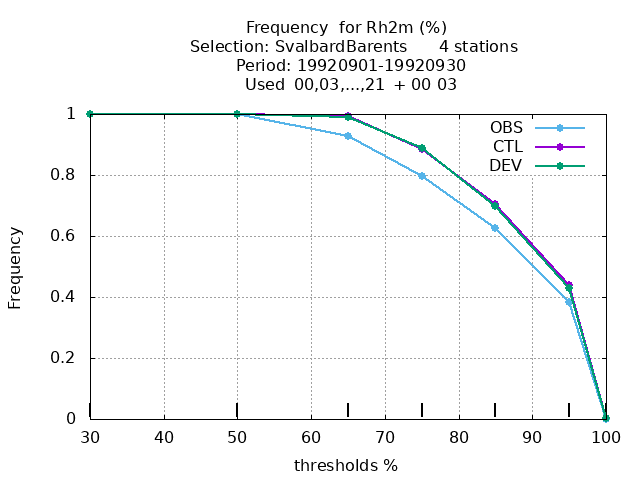 Frequency  for Rh2m (%)
Selection: SvalbardBarents      4 stations
Period: 19920901-19920930
Used  00,03,...,21  + 00 03
OBS
CTL
DEV
Frequency
1
0.8
0.6
0.4
0.2
0
30 40 50 60 70 80 90 100
thresholds %